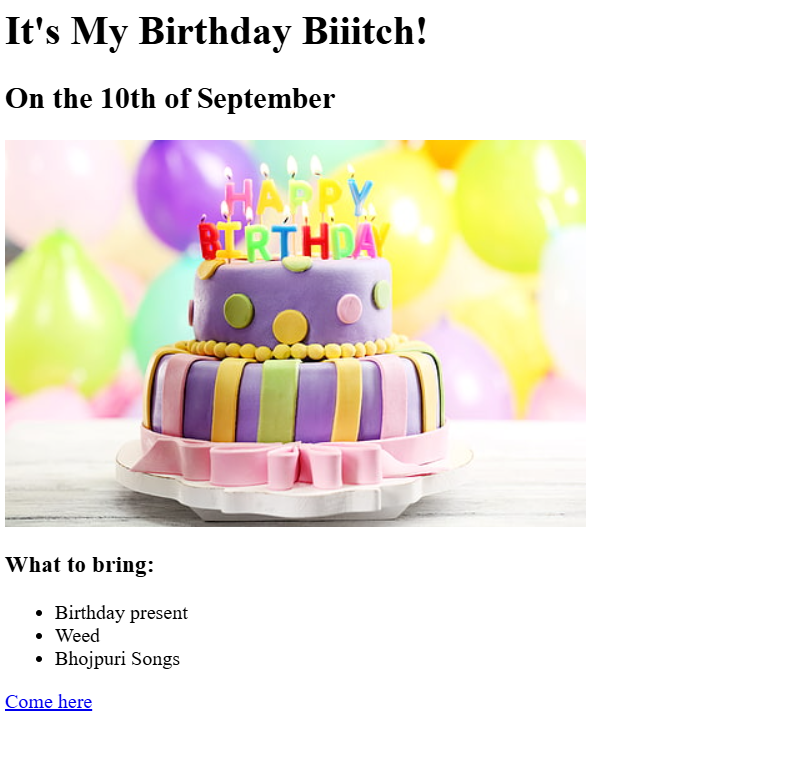 It's My Birthday Biiitch!
On the 10th of September
HAPPY
BIRTHDAY
What to bring:
Birthday present
Weed
Bhojpuri Songs
Come here